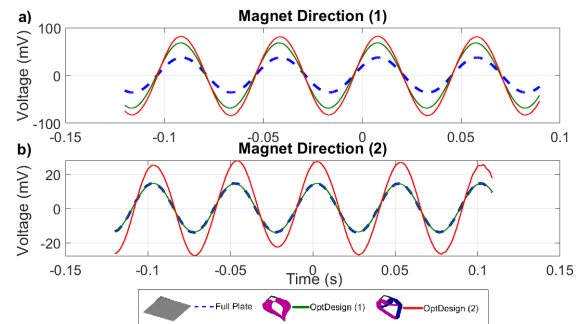 a) Magnet Direction (1)
100
0
-100
Voltage (mV)
-0.15 -0.1 -0.05 0 0.05 0.1
b) Magnet Direction (2)
20
0
-20
Voltage (mV)
-0.15 -0.1 -0.05 0 0.05 0.1 0.15
Time (s)
Full Plate OptDesign (1) OptDesign (2)